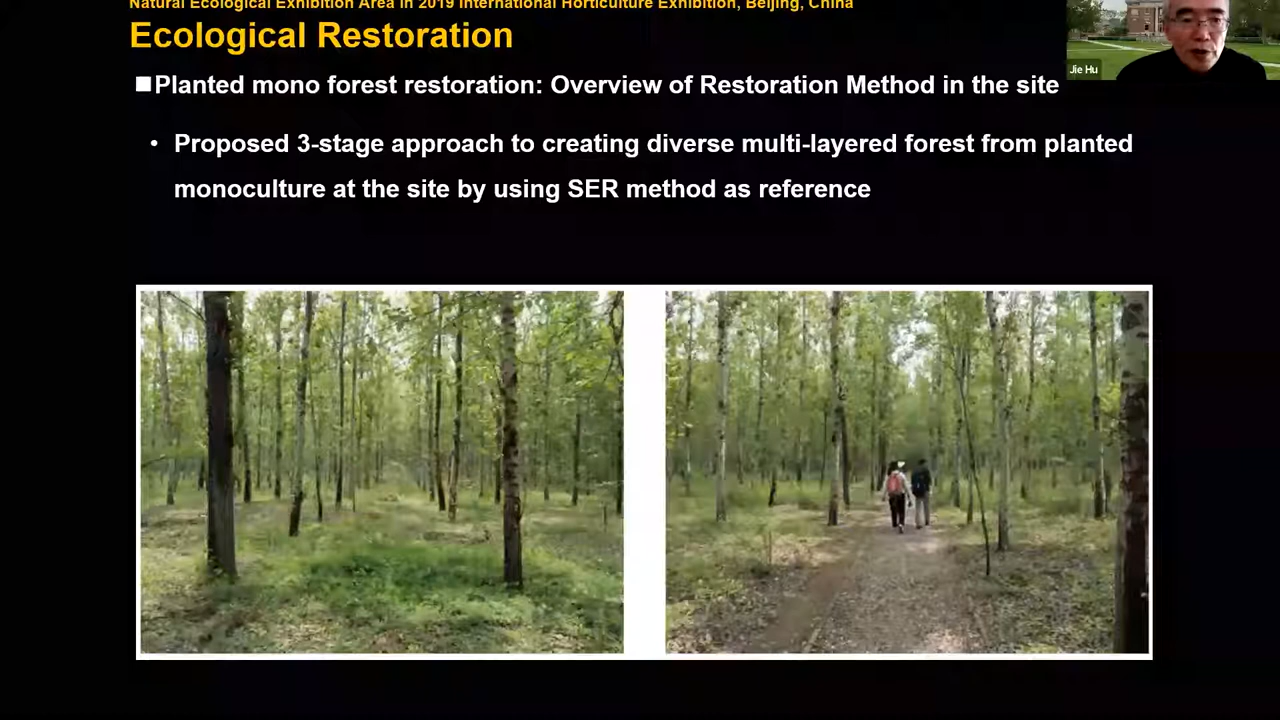 Natural Ecological Exhibition Area in 2019 International Horticulture Exhibition, Beijing, China
Ecological Restoration
Jie Hu
■Planted mono forest restoration: Overview of Restoration Method in the site
• Proposed 3-stage approach to creating diverse multi-layered forest from planted
monoculture at the site by using SER method as reference